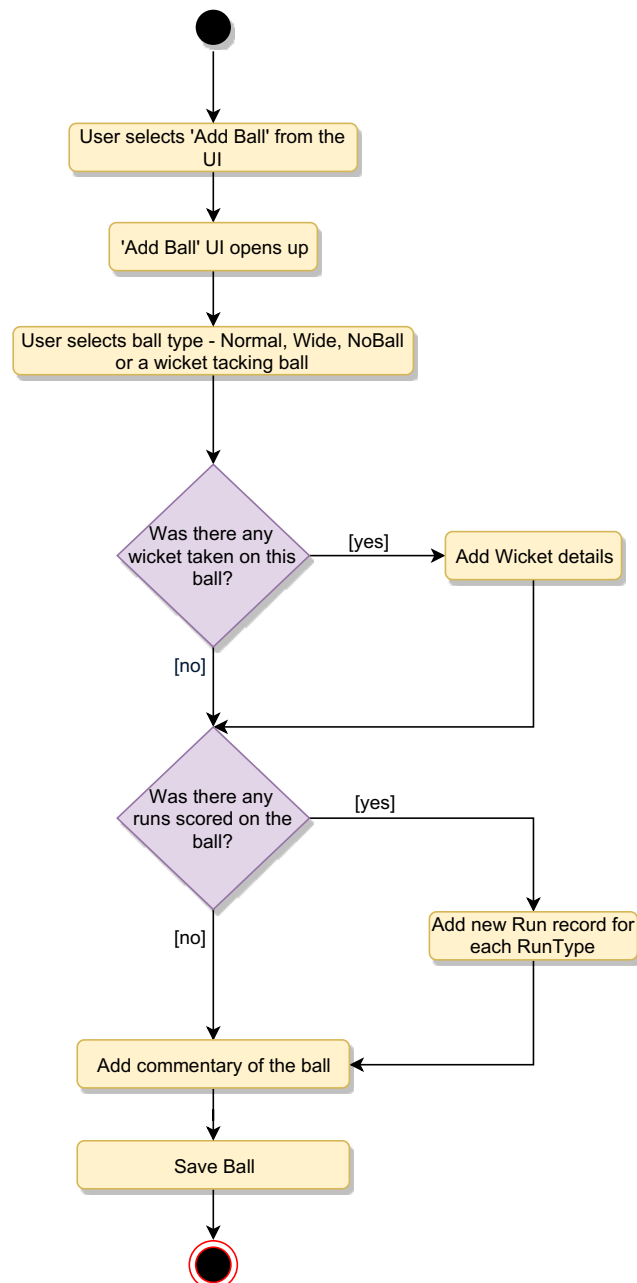 User selects 'Add Ball' from the
UI
'Add Ball' UI opens up
User selects ball type - Normal, Wide, NoBall
or a wicket tacking ball
Was there any
wicket taken on this
ball?
[yes]
Add Wicket details
[no]
Was there any
runs scored on the
ball?
[yes]
Add new Run record for
each RunType
[no]
Add commentary of the ball
Save Ball